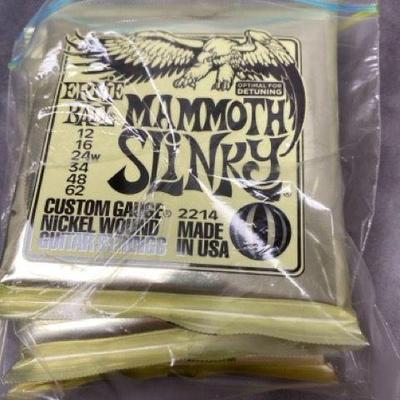 ERNIE
BALL
OPTIMAL FOR
DETUNING
MAMMOTH
SLINKY®
12
16
24w
34
48
62
CUSTOM GAUGE®
NICKEL WOUND
GUITAR STRINGS
2214
MADE
IN USA